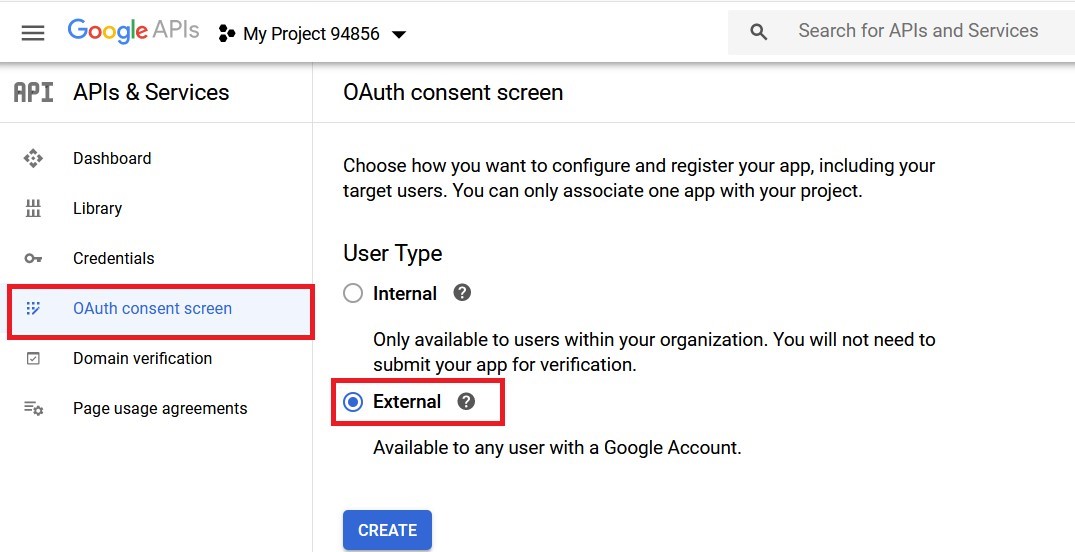 Google APIs
My Project 94856
Search for APIs and Services
API
APIs & Services
OAuth consent screen
Dashboard
Library
Credentials
OAuth consent screen
Domain verification
Page usage agreements
Choose how you want to configure and register your app, including your
target users. You can only associate one app with your project.
User Type
Internal ?
Only available to users within your organization. You will not need to
submit your app for verification.
External ?
Available to any user with a Google Account.
CREATE